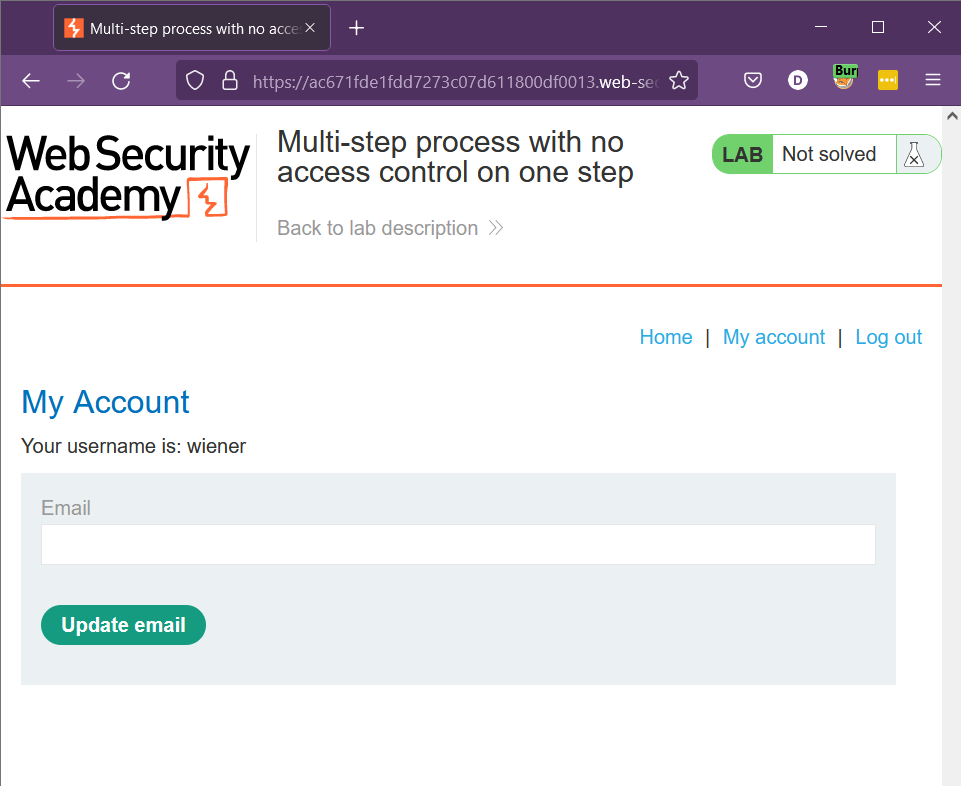 Multi-step process with no acce
https://ac671fde1fdd7273c07d611800df0013.web-sec
D
Bur
Web Security
Academy
Multi-step process with no
access control on one step
Back to lab description
LAB
Not solved
Home | My account | Log out
My Account
Your username is: wiener
Email
Update email